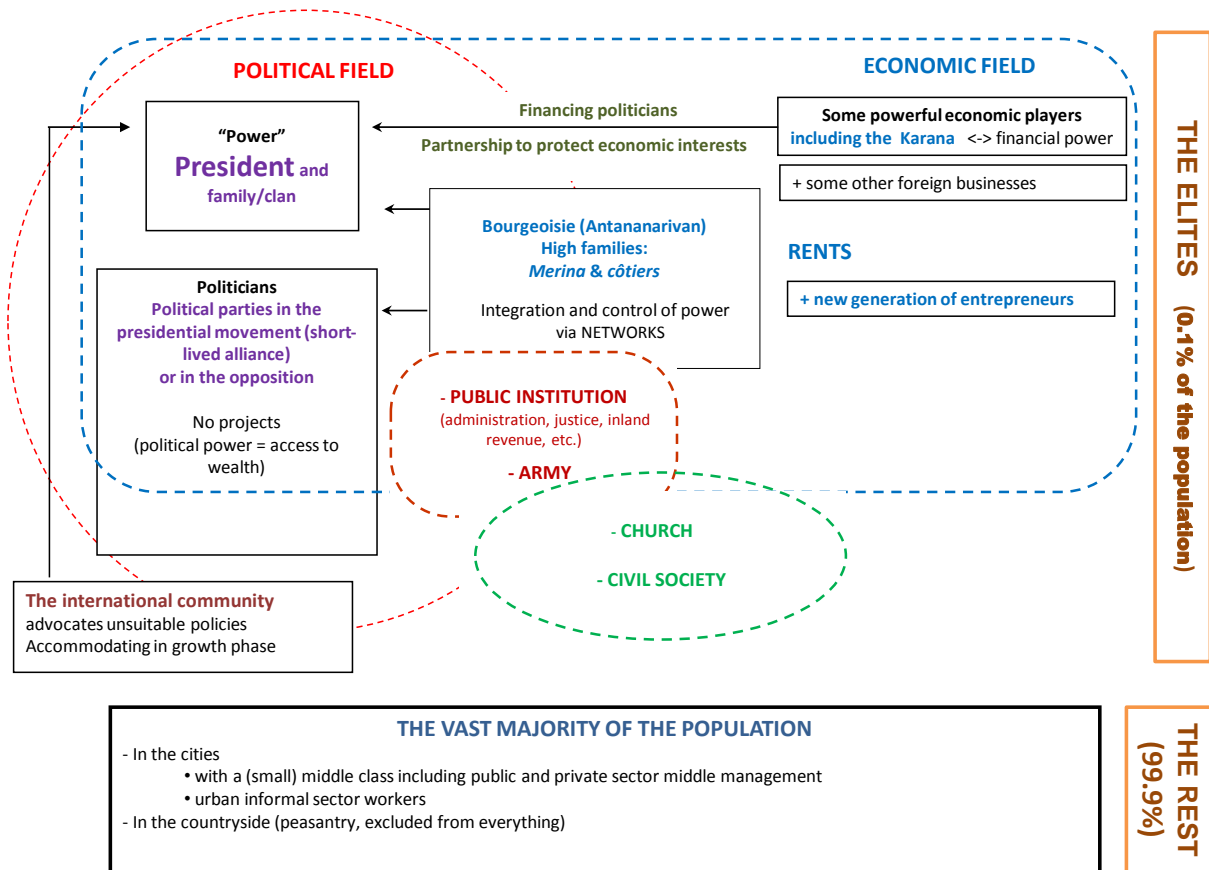 POLITICAL FIELD
ECONOMIC FIELD
"Power"
President and
family/clan
Financing politicians
Partnership to protect economic interests
Some powerful economic players
including the Karana <-> financial power
+ some other foreign businesses
Bourgeoisie (Antananarivan)
High families:
Merina & côtiers
Integration and control of power
via NETWORKS
RENTS
+ new generation of entrepreneurs
Politicians
Political parties in the
presidential movement (short-
lived alliance)
or in the opposition
No projects
(political power = access to
wealth)
- PUBLIC INSTITUTION
(administration, justice, inland
revenue, etc.)
- ARMY
- CHURCH
- CIVIL SOCIETY
The international community
advocates unsuitable policies
Accommodating in growth phase
THE ELITES (0.1% of the population)
THE VAST MAJORITY OF THE POPULATION
- In the cities
• with a (small) middle class including public and private sector middle management
• urban informal sector workers
- In the countryside (peasantry, excluded from everything)
THE REST
(99.9%)